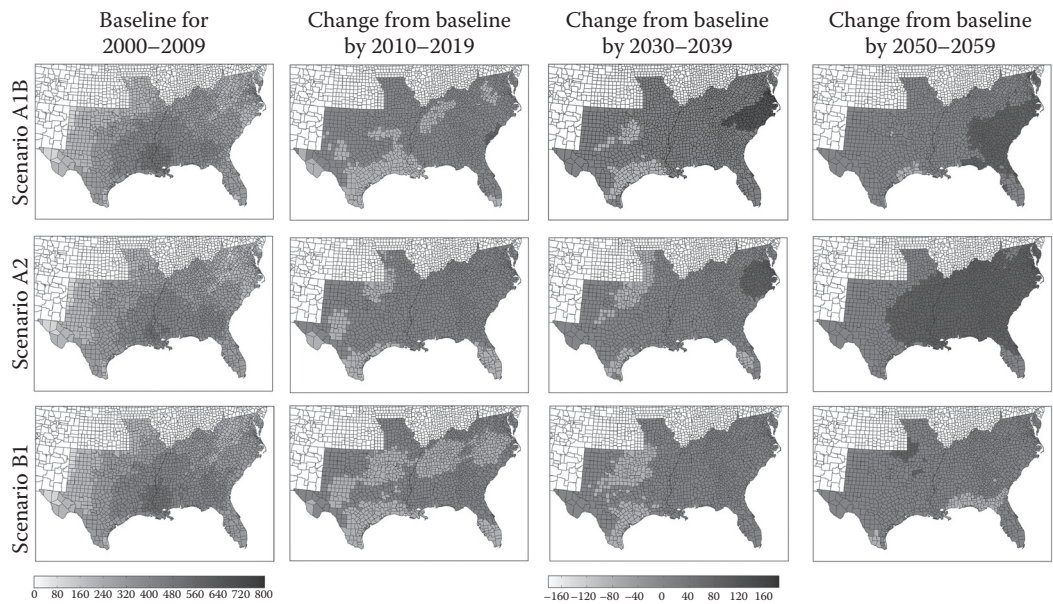 Baseline for
2000–2009
Change from baseline
by 2010–2019
Change from baseline
by 2030–2039
Change from baseline
by 2050–2059
Scenario A1B
Scenario A2
Scenario B1
0 80 160 240 320 400 480 560 640 720 800
−160 −120 −80 −40 0 40 80 120 160